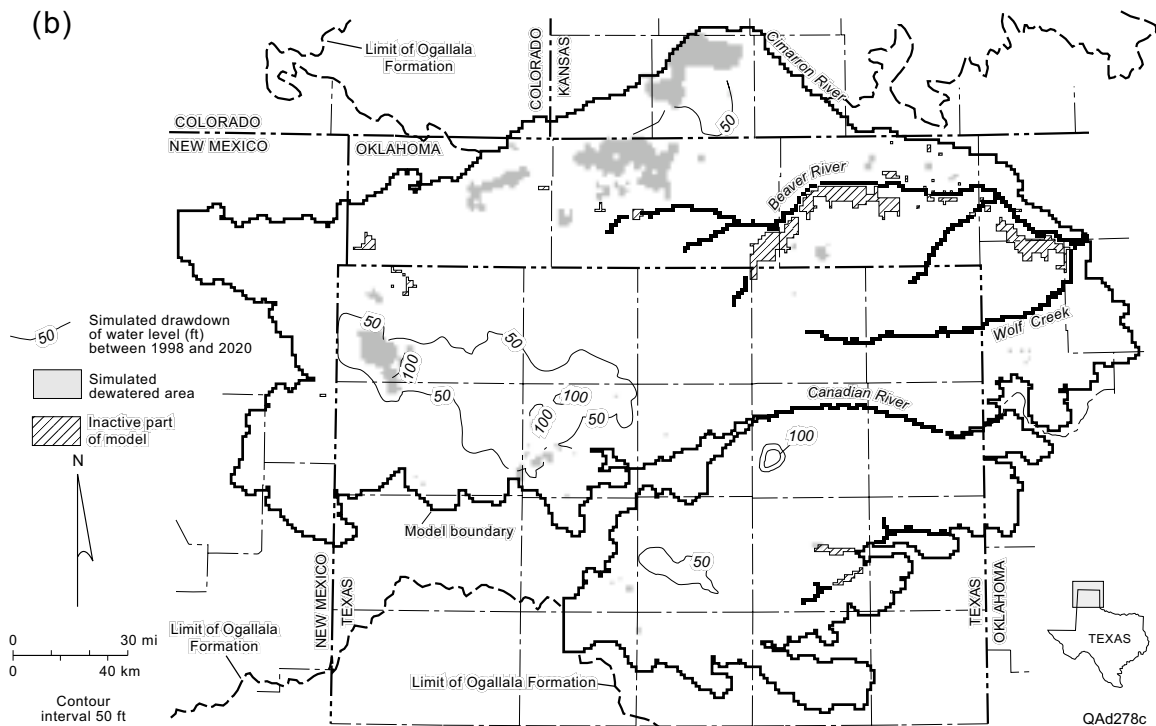 (b)
Limit of Ogallala
Formation
COLORADO
KANSAS
Cimarron River
50
COLORADO
NEW MEXICO
OKLAHOMA
Beaver River
50
Simulated drawdown
of water level (ft)
between 1998 and 2020
50
100
50
Wolf Creek
Simulated
dewatered area
50
100
100
50
Canadian River
Inactive part
of model
100
N
Model boundary
50
NEW MEXICO
TEXAS
TEXAS
OKLAHOMA
0 30 mi
0 40 km
Limit of Ogallala
Formation
TEXAS
Limit of Ogallala Formation
Contour
interval 50 ft
QAd278c